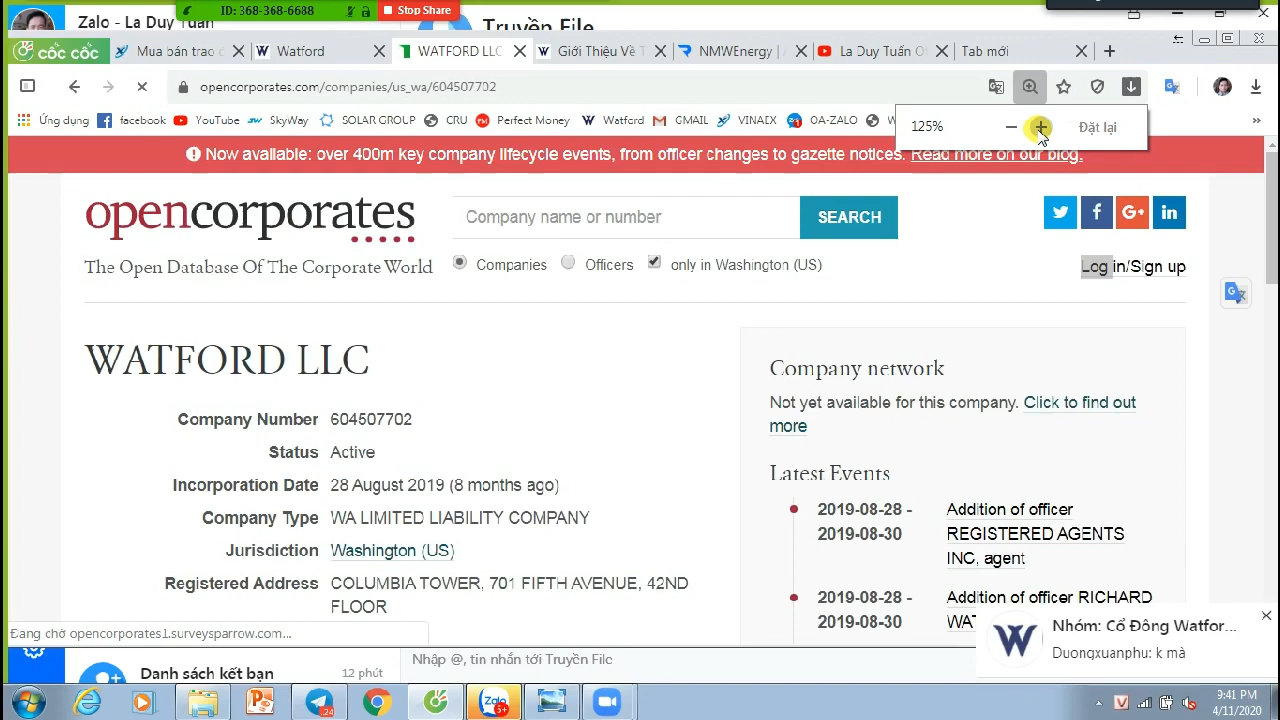 Zalo - La Duy Tuấn
ID: 368-368-6688
Stop Share
Truyền File
cốc cốc
Mua bán trao đ
Watford
WATFORD LLC
Giới Thiệu Về T
NMWEnergy
La Duy Tuấn O
Tab mới
opencorporates.com/companies/us_wa/604507702
Ứng dụng
facebook
YouTube
SkyWay
SOLAR GROUP
CRU
Perfect Money
Watford
GMAIL
VINAEX
OA-ZALO
W
»
125%
Đặt lại
Now available: over 400m key company lifecycle events, from officer changes to gazette notices. Read more on our blog.
opencorporates
Company name or number
SEARCH
The Open Database Of The Corporate World
Companies
Officers
only in Washington (US)
Log in/Sign up
WATFORD LLC
Company Number 604507702
Status Active
Incorporation Date 28 August 2019 (8 months ago)
Company Type WA LIMITED LIABILITY COMPANY
Jurisdiction Washington (US)
Registered Address COLUMBIA TOWER, 701 FIFTH AVENUE, 42ND
FLOOR
Company network
Not yet available for this company. Click to find out
more
Latest Events
2019-08-28 - Addition of officer
2019-08-30 REGISTERED AGENTS
INC, agent
2019-08-28 - Addition of officer RICHARD
2019-08-30 WAT
Đang chờ opencorporates1.surveysparrow.com...
Nhóm: Cổ Đông Watfor...
Duongxuanphu: k mà
Danh sách kết bạn
12 phút
Nhập @, tin nhắn tới Truyền File
24
Zalo
5+
9:41 PM
4/11/2020